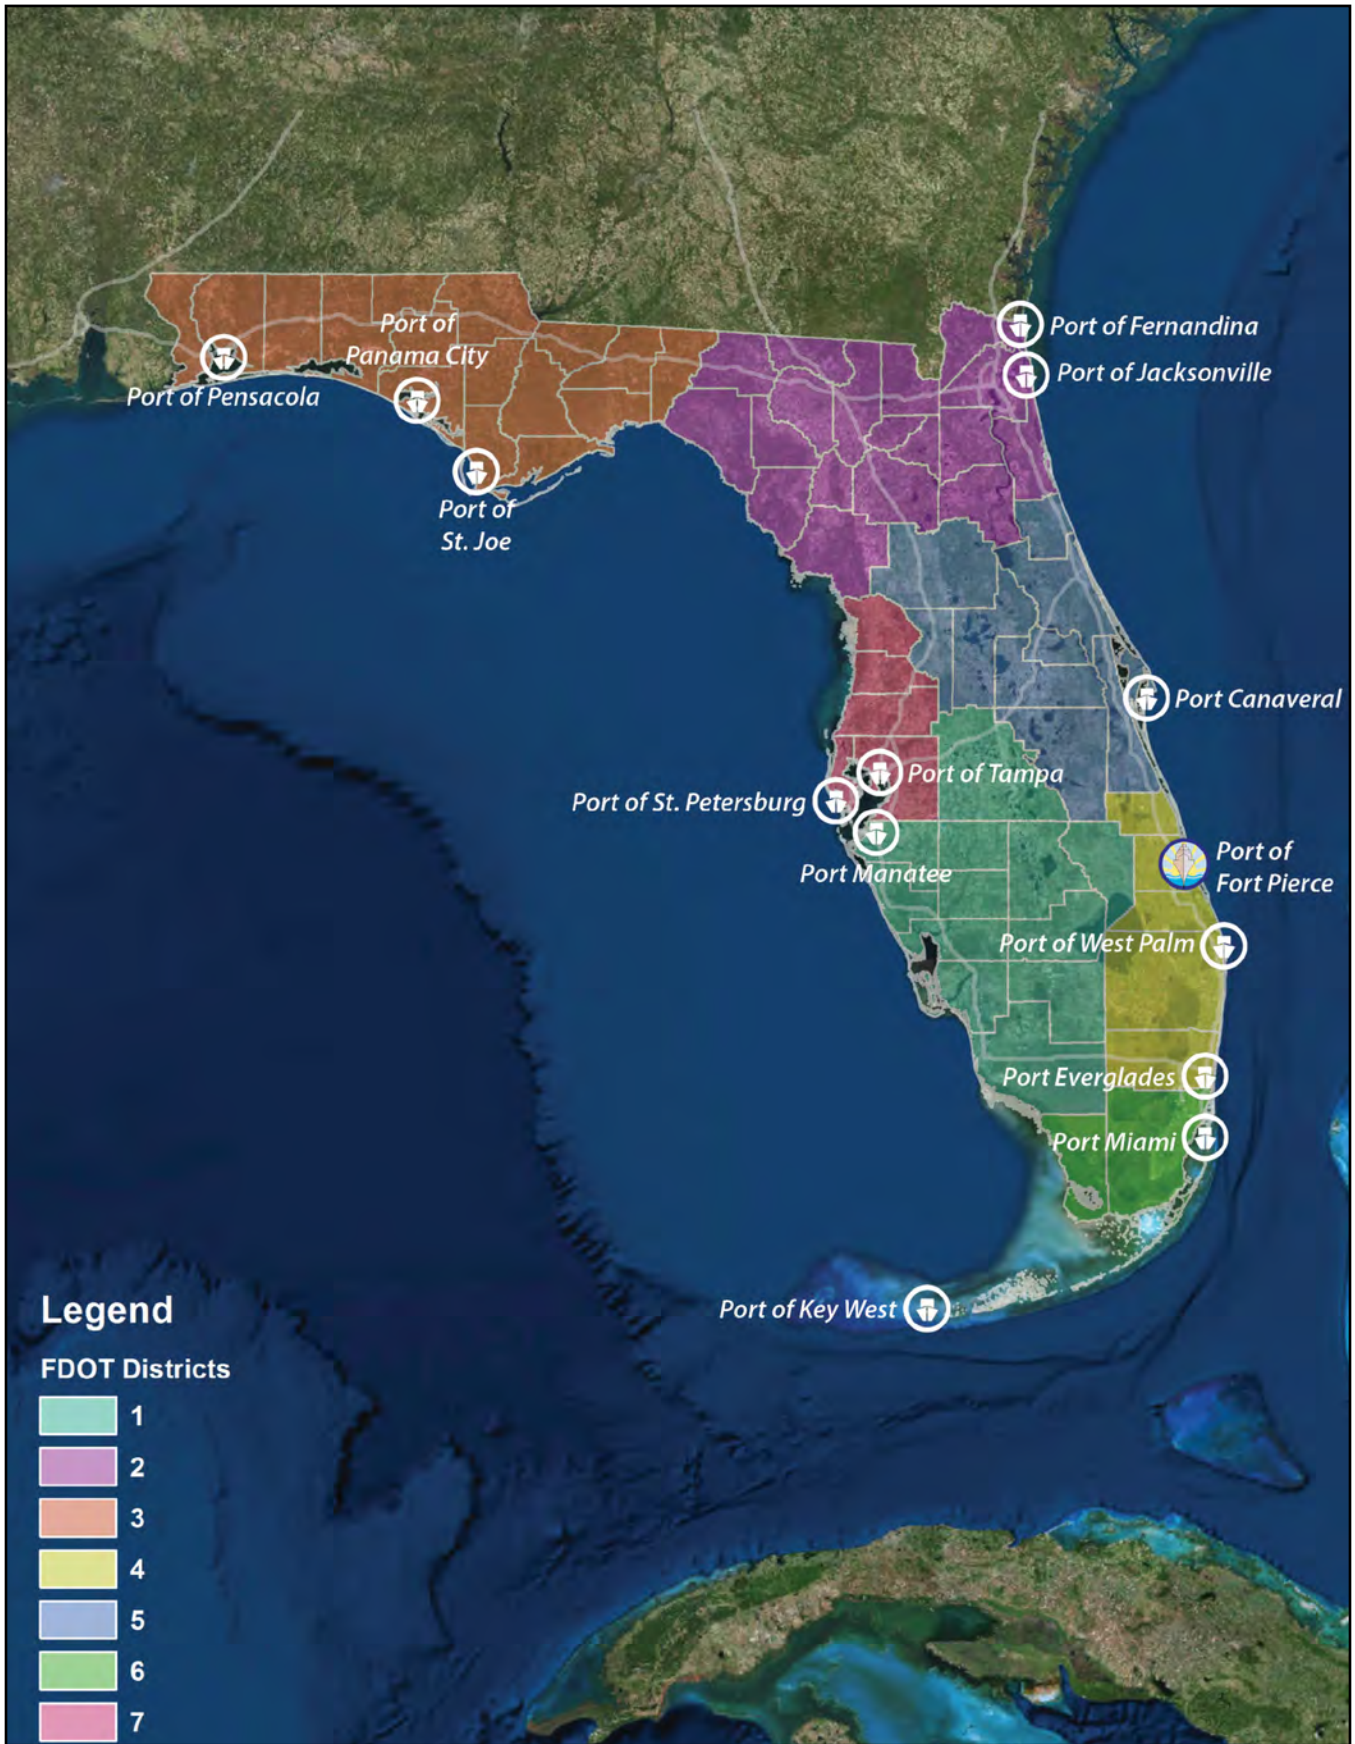 Port of Fernandina
Port of
Panama City
Port of Jacksonville
Port of Pensacola
Port of
St. Joe
Port Canaveral
Port of Tampa
Port of St. Petersburg
Port Manatee
Port of
Fort Pierce
Port of West Palm
Port Everglades
Port Miami
Port of Key West
Legend
FDOT Districts
1
2
3
4
5
6
7